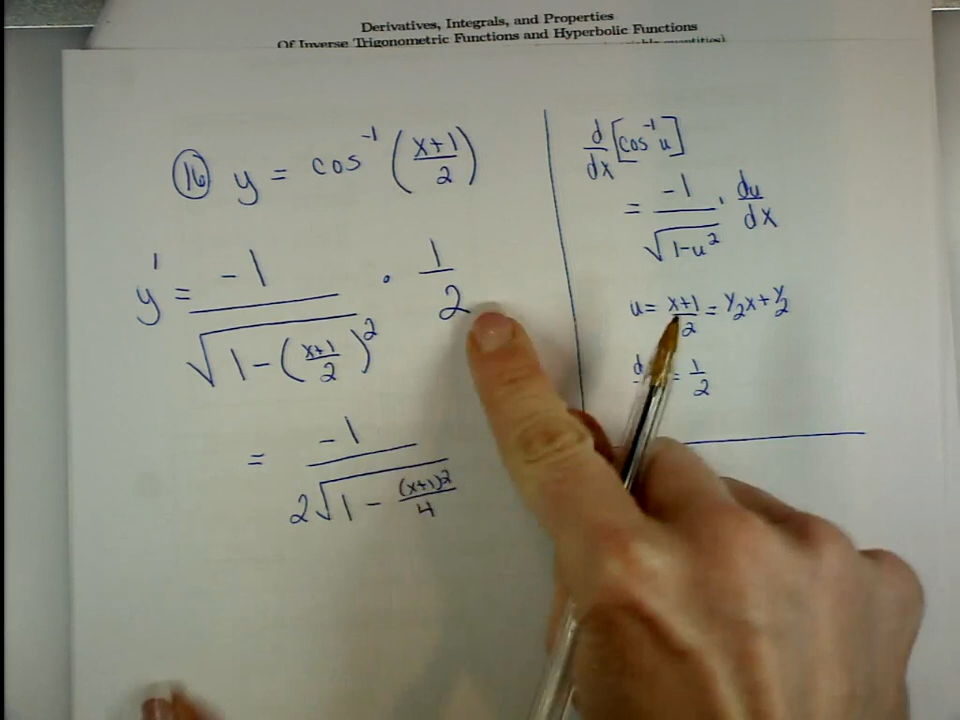 Derivatives, Integrals, and Properties
Of Inverse Trigonometric Functions and Hyperbolic Functions
(16) y = cos⁻¹ ((x+1)/2)
y' = -1/√(1-((x+1)/2)²) · 1/2
= -1/(2√(1 - (x+1)²/4))
d/dx [cos⁻¹ u]
= -1/√(1-u²) · du/dx
u = (x+1)/2 = 1/2 x + 1/2
d = 1/2